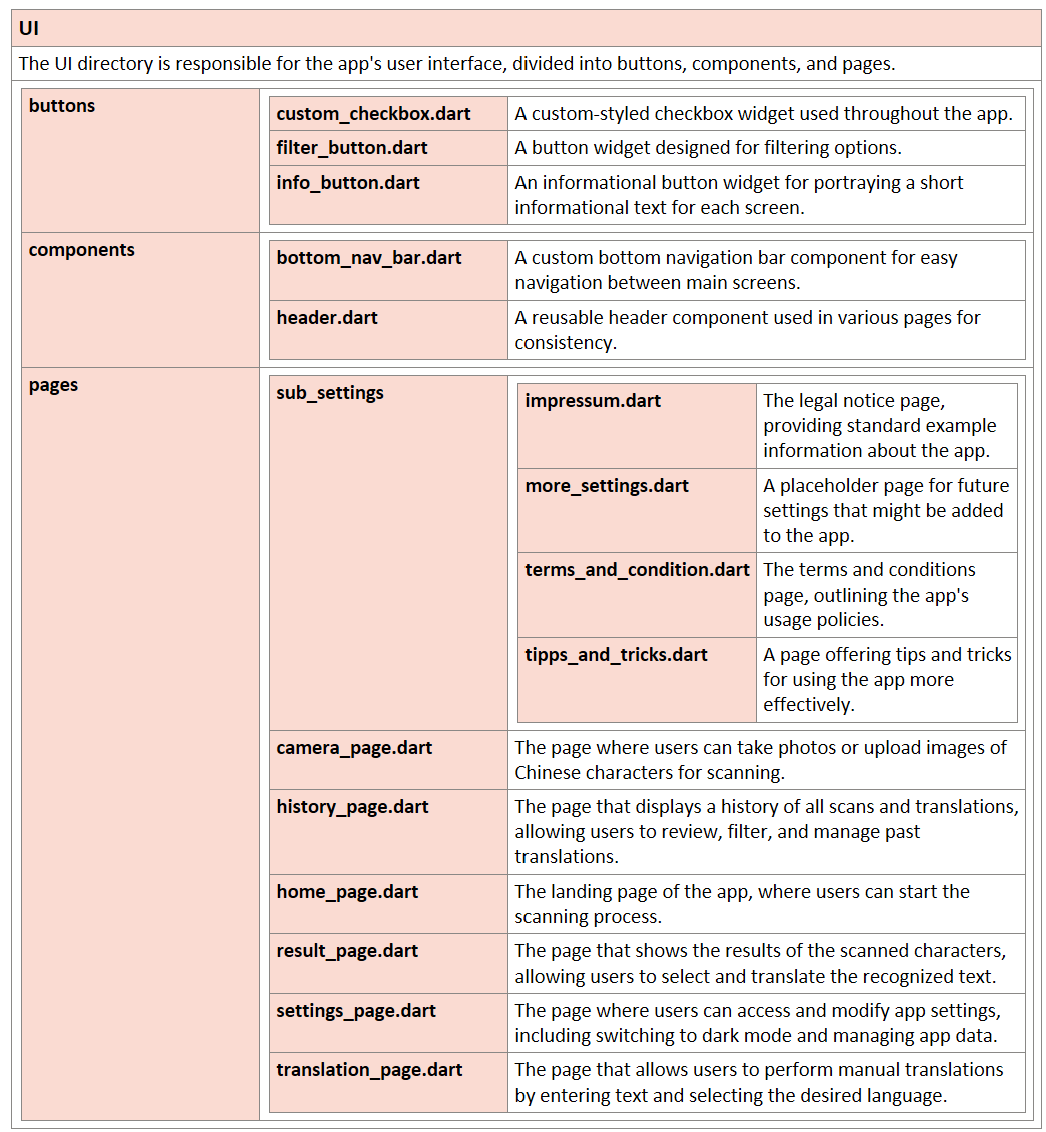 UI
The UI directory is responsible for the app's user interface, divided into buttons, components, and pages.
buttons
custom_checkbox.dart
A custom-styled checkbox widget used throughout the app.
filter_button.dart
A button widget designed for filtering options.
info_button.dart
An informational button widget for portraying a short
informational text for each screen.
components
bottom_nav_bar.dart
A custom bottom navigation bar component for easy
navigation between main screens.
header.dart
A reusable header component used in various pages for
consistency.
pages
sub_settings
impressum.dart
The legal notice page,
providing standard example
information about the app.
more_settings.dart
A placeholder page for future
settings that might be added
to the app.
terms_and_condition.dart
The terms and conditions
page, outlining the app's
usage policies.
tipps_and_tricks.dart
A page offering tips and tricks
for using the app more
effectively.
camera_page.dart
The page where users can take photos or upload images of
Chinese characters for scanning.
history_page.dart
The page that displays a history of all scans and translations,
allowing users to review, filter, and manage past
translations.
home_page.dart
The landing page of the app, where users can start the
scanning process.
result_page.dart
The page that shows the results of the scanned characters,
allowing users to select and translate the recognized text.
settings_page.dart
The page where users can access and modify app settings,
including switching to dark mode and managing app data.
translation_page.dart
The page that allows users to perform manual translations
by entering text and selecting the desired language.